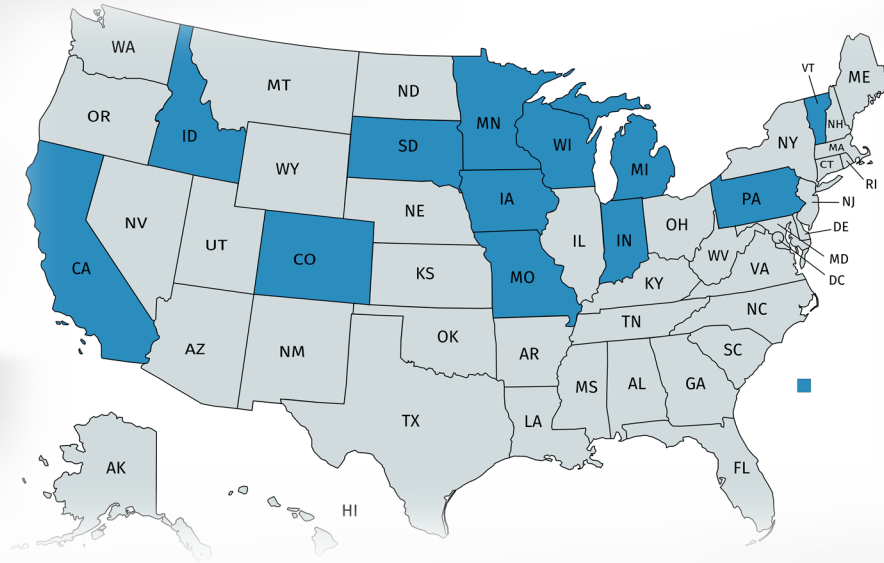 WA
MT
ND
MN
VT
ME
OR
ID
SD
WI
MI
NY
NH
MA
CT
RI
WY
IA
PA
NJ
NV
NE
OH
DE
UT
CO
IL
IN
WV
MD
CA
KS
MO
KY
VA
DC
AZ
NM
OK
AR
TN
NC
SC
TX
LA
MS
AL
GA
AK
HI
FL